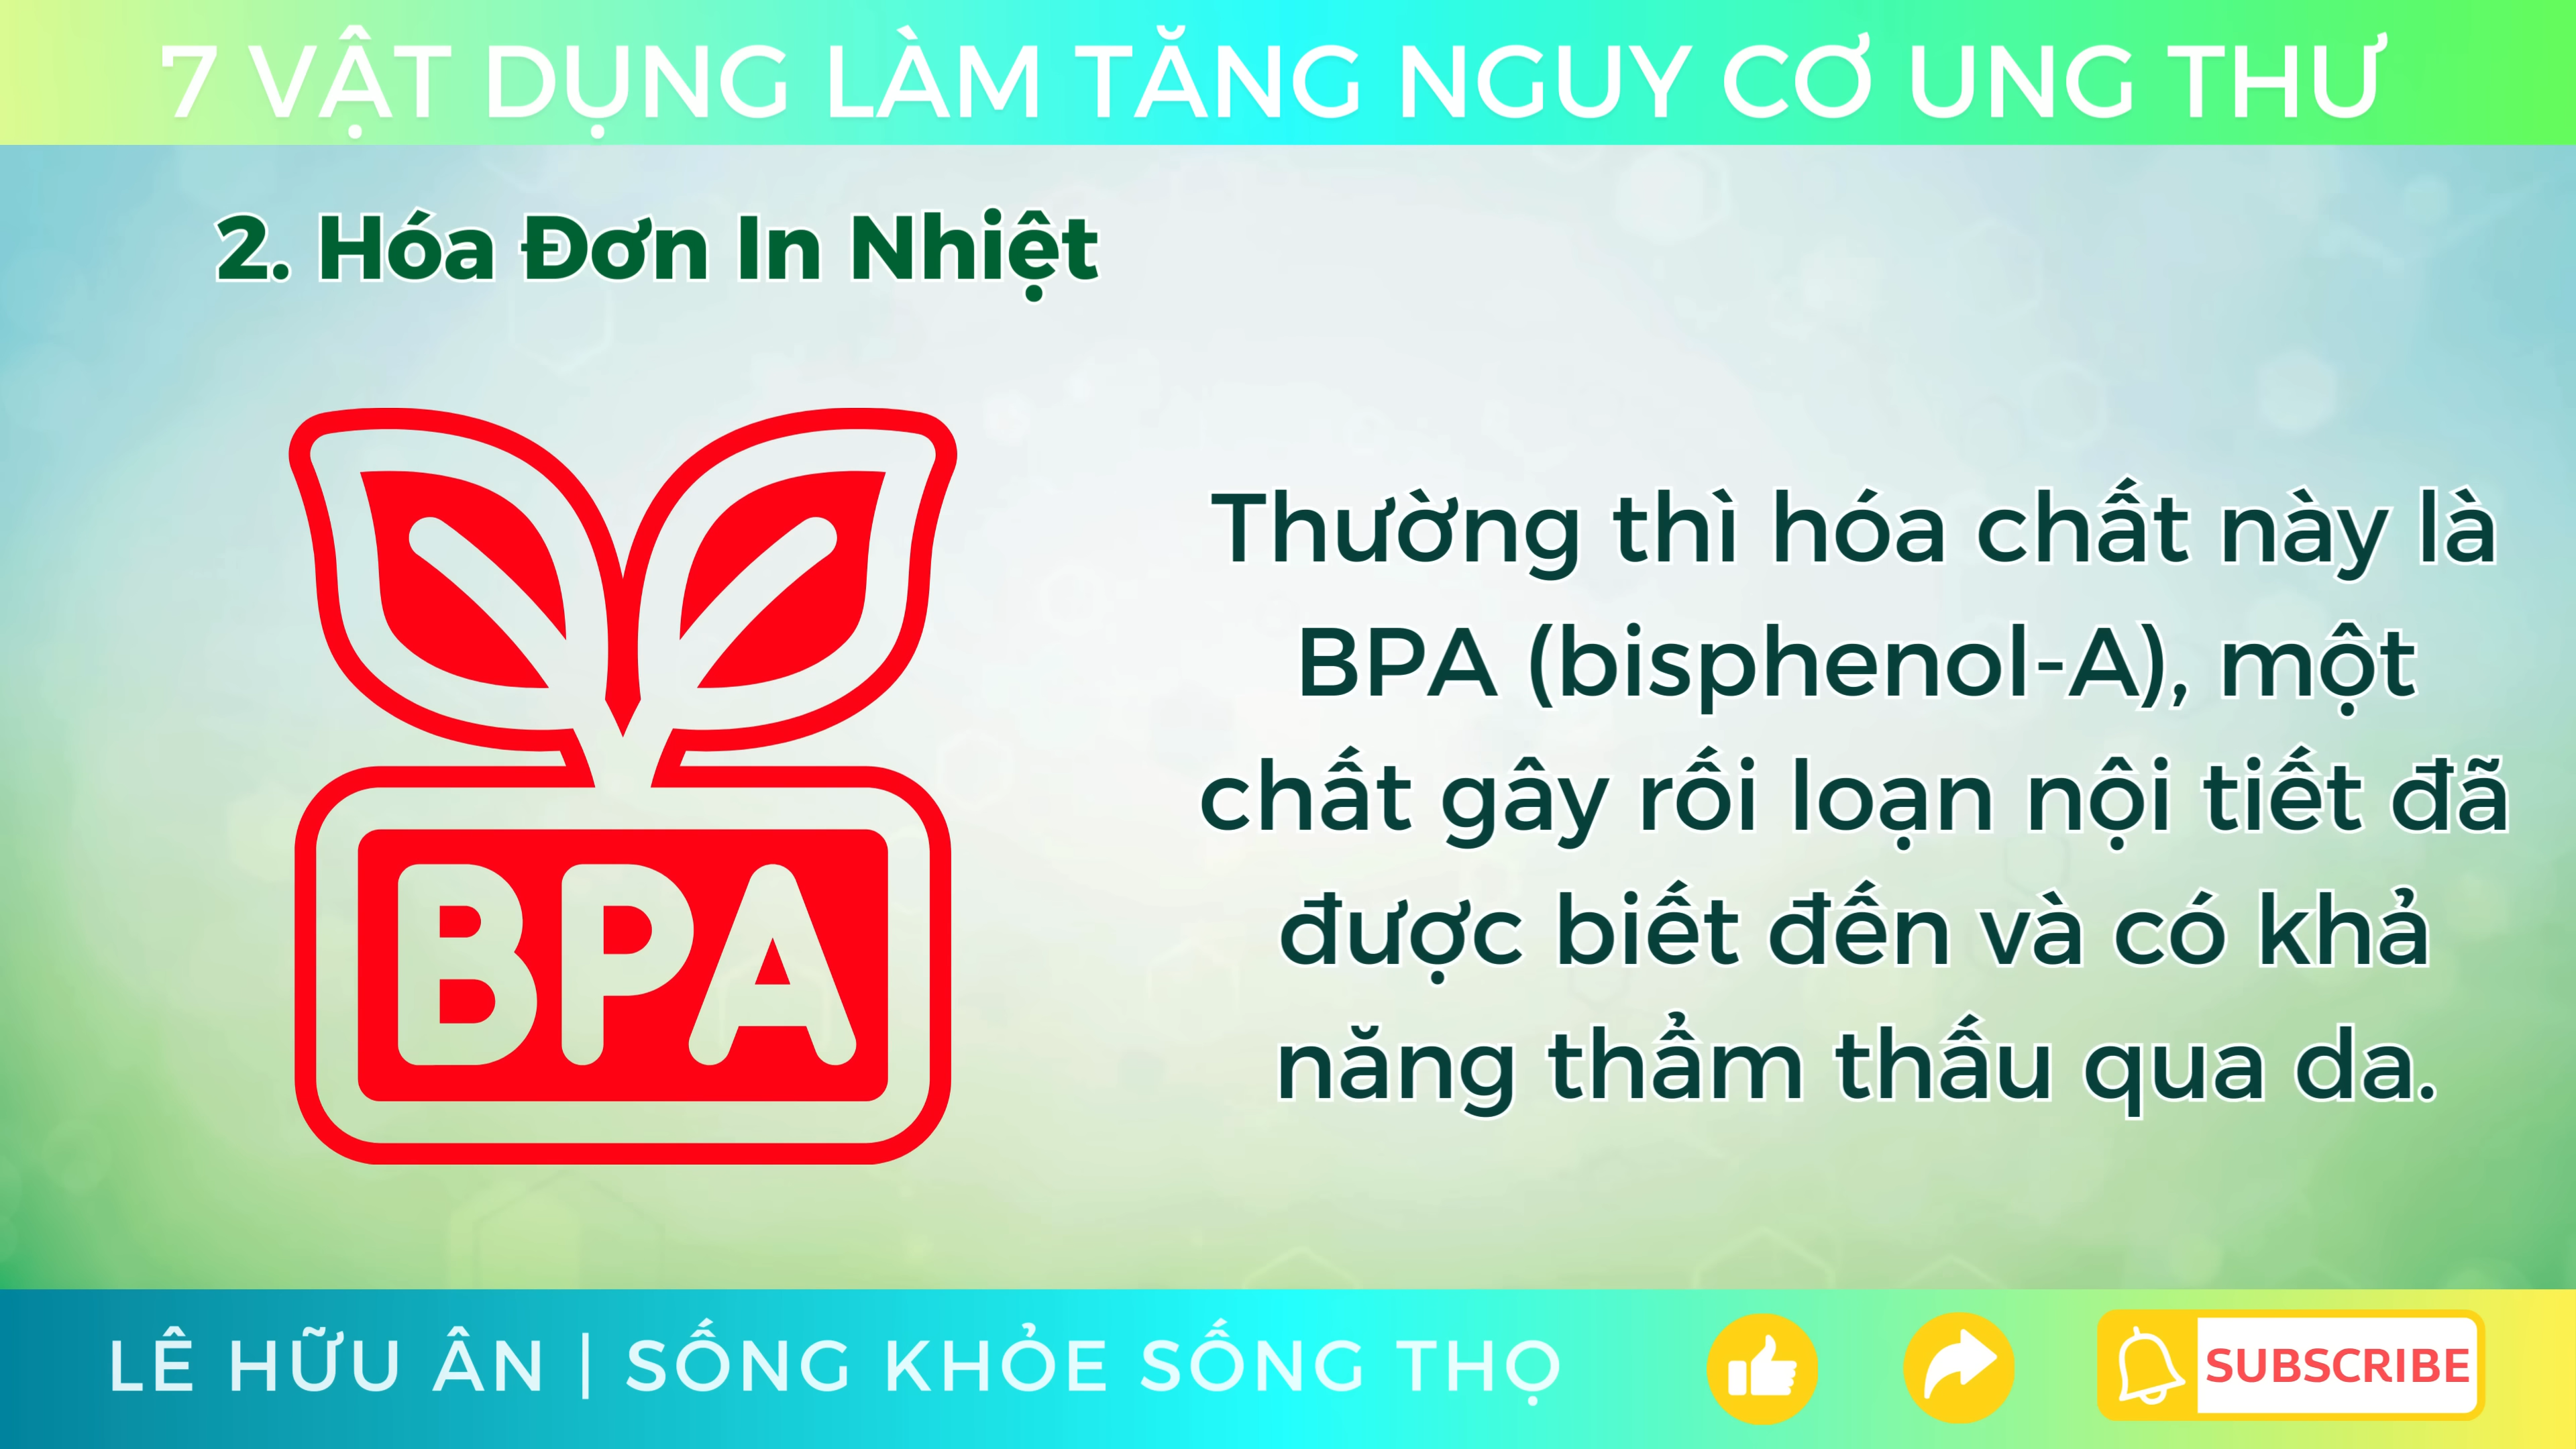 7 VẬT DỤNG LÀM TĂNG NGUY CƠ UNG THƯ
2. Hóa Đơn In Nhiệt
BPA
Thường thì hóa chất này là
BPA (bisphenol-A), một
chất gây rối loạn nội tiết đã
được biết đến và có khả
năng thẩm thấu qua da.
LÊ HỮU ÂN | SỐNG KHỎE SỐNG THỌ
SUBSCRIBE